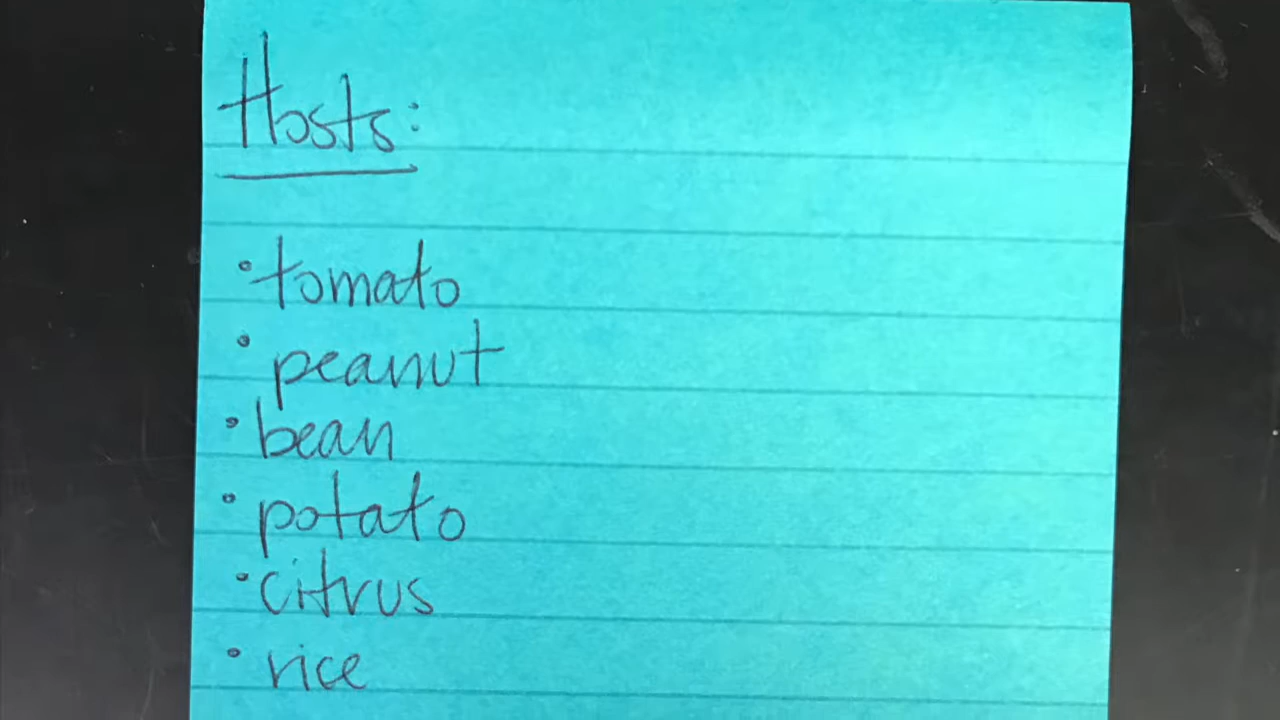 Hosts:
•tomato
•peanut
•bean
•potato
•citrus
•rice